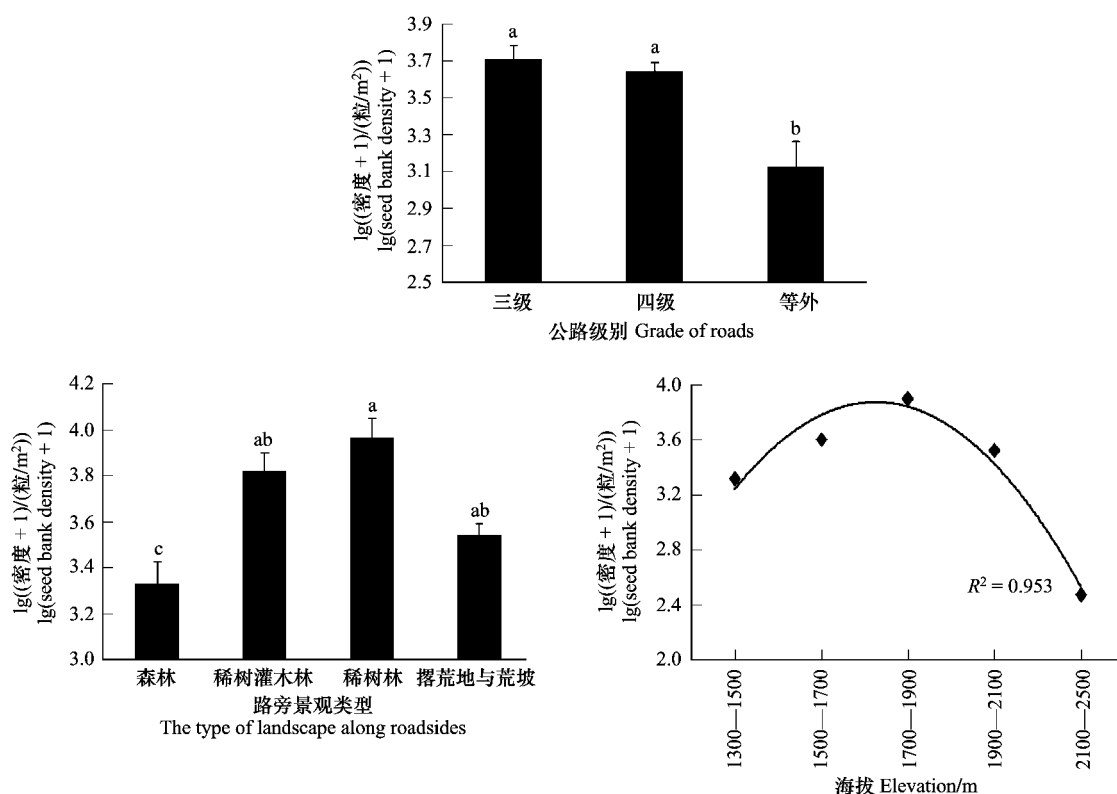 3.9
3.7
3.5
3.3
3.1
2.9
2.7
2.5
lg((密度 + 1)/(粒/m²))
lg(seed bank density + 1)
a
a
b
三级 四级 等外
公路级别 Grade of roads
4.2
4.0
3.8
3.6
3.4
3.2
3.0
lg((密度 + 1)/(粒/m²))
lg(seed bank density + 1)
c
ab
a
ab
森林 稀树灌木林 稀树林 撂荒地与荒坡
路旁景观类型
The type of landscape along roadsides
4.0
3.6
3.2
2.8
2.4
2.0
lg((密度 + 1)/(粒/m²))
lg(seed bank density + 1)
R² = 0.953
1300—1500
1500—1700
1700—1900
1900—2100
2100—2500
海拔 Elevation/m